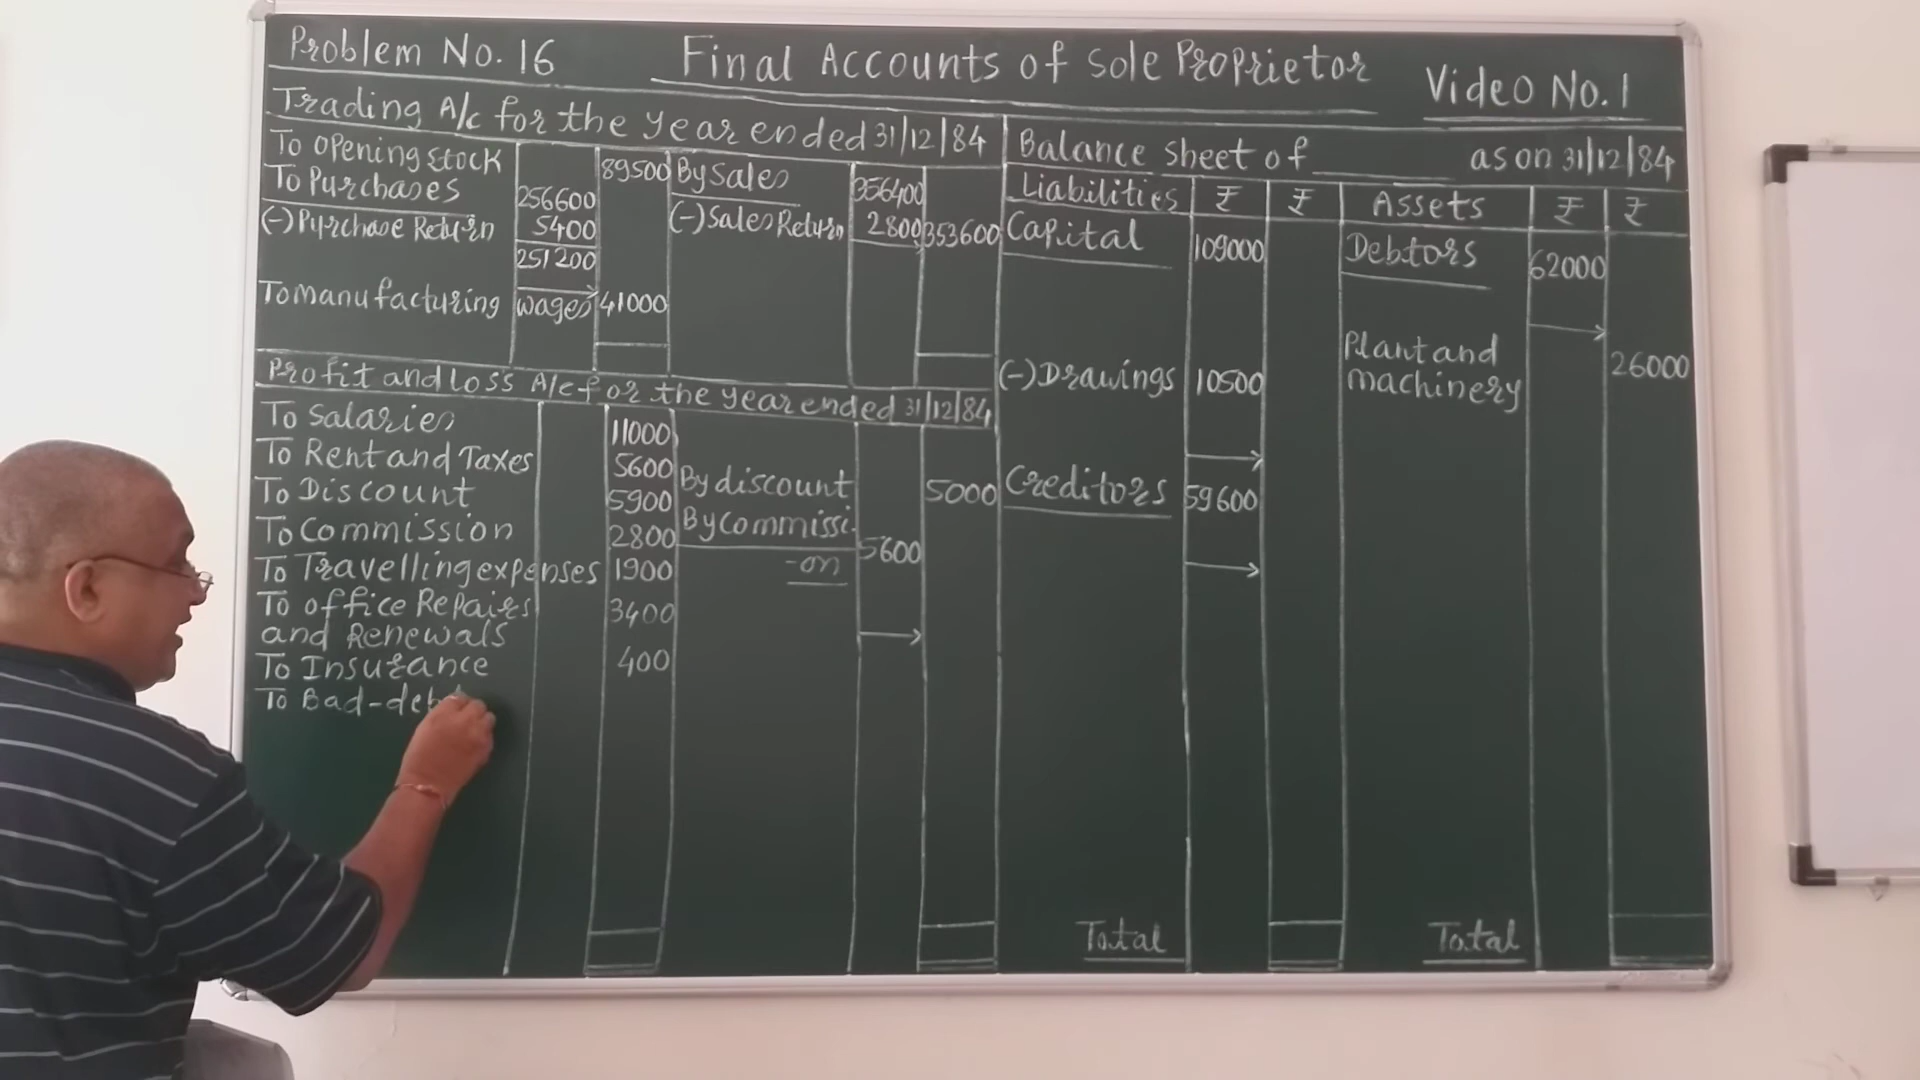 Problem No. 16 Final Accounts of Sole Proprietor Video No. 1
Trading A/c for the year ended 31/12/84
To opening stock 89500 By Sales 356400
To Purchases 256600
(-) Purchase Return 5400 (-) Sales Return 2800 353600
251200
To manufacturing wages 41000
Profit and Loss A/c for the year ended 31/12/84
To Salaries 11000
To Rent and Taxes 5600
To Discount 5900 By discount 5000
To Commission 2800 By Commissi
-on 5600
To Travelling expenses 1900
To office Repairs 3400
and Renewals
To Insurance 400
To Bad-deb
Balance sheet of as on 31/12/84
Liabilities ₹ ₹ Assets ₹ ₹
Capital 109000 Debtors 62000
Plant and 26000
(-) Drawings 10500 machinery
Creditors 59600
Total Total